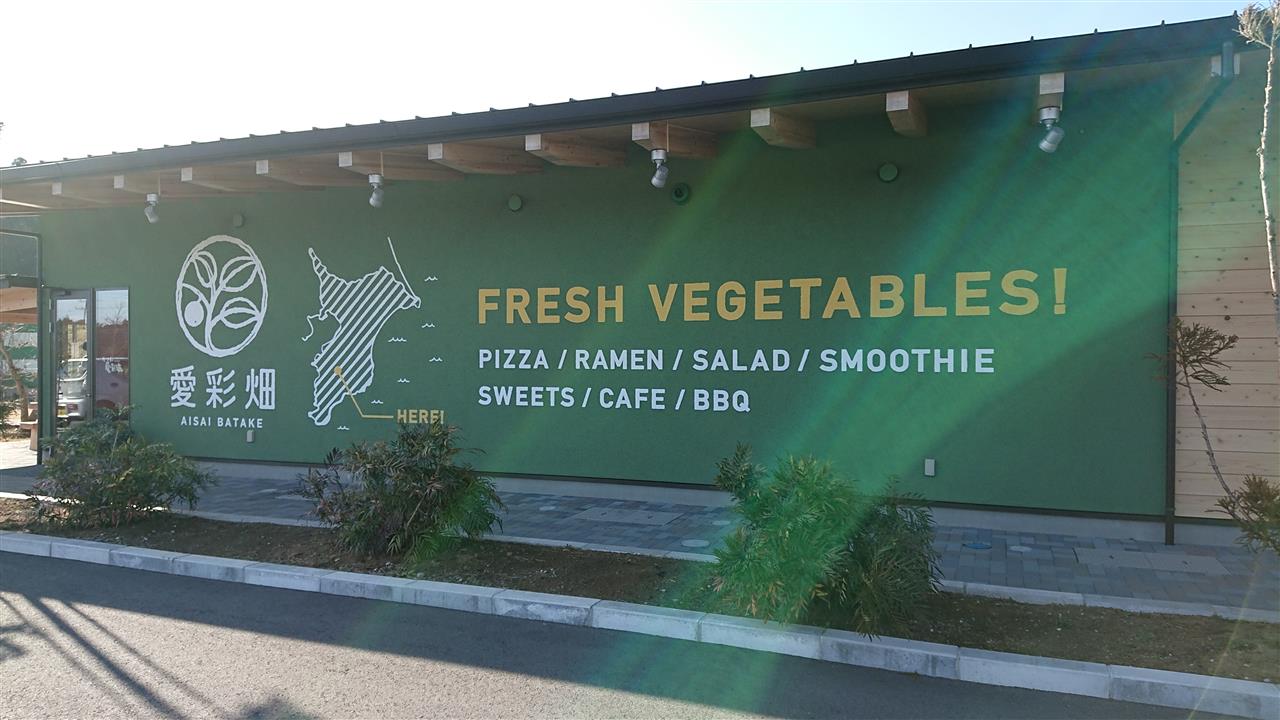 愛彩畑
AISAI BATAKE
HERE!
FRESH VEGETABLES!
PIZZA / RAMEN / SALAD / SMOOTHIE
SWEETS / CAFE / BBQ